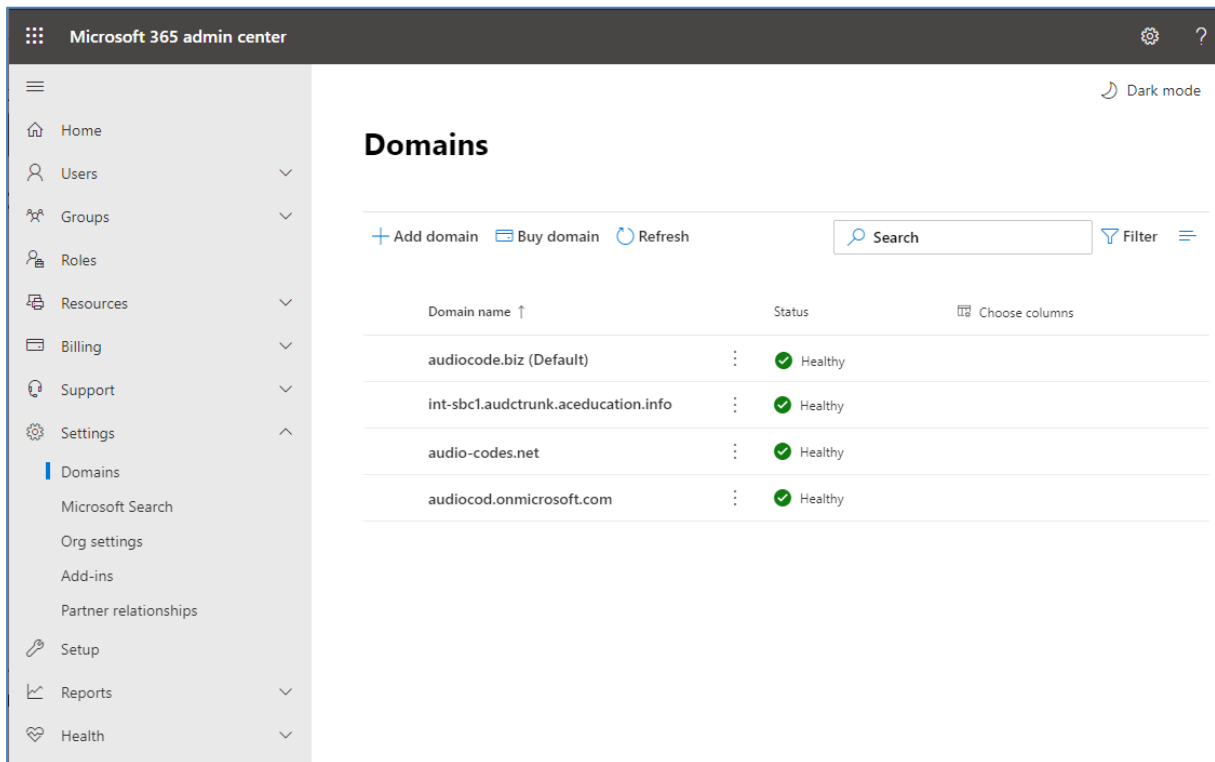 Microsoft 365 admin center
?
Dark mode
Home
Users
Groups
Roles
Resources
Billing
Support
Settings
Domains
Microsoft Search
Org settings
Add-ins
Partner relationships
Setup
Reports
Health
Domains
Add domain Buy domain Refresh Search Filter
Domain name ↑ Status Choose columns
audiocode.biz (Default) Healthy
int-sbc1.audctrunk.aceducation.info Healthy
audio-codes.net Healthy
audiocod.onmicrosoft.com Healthy